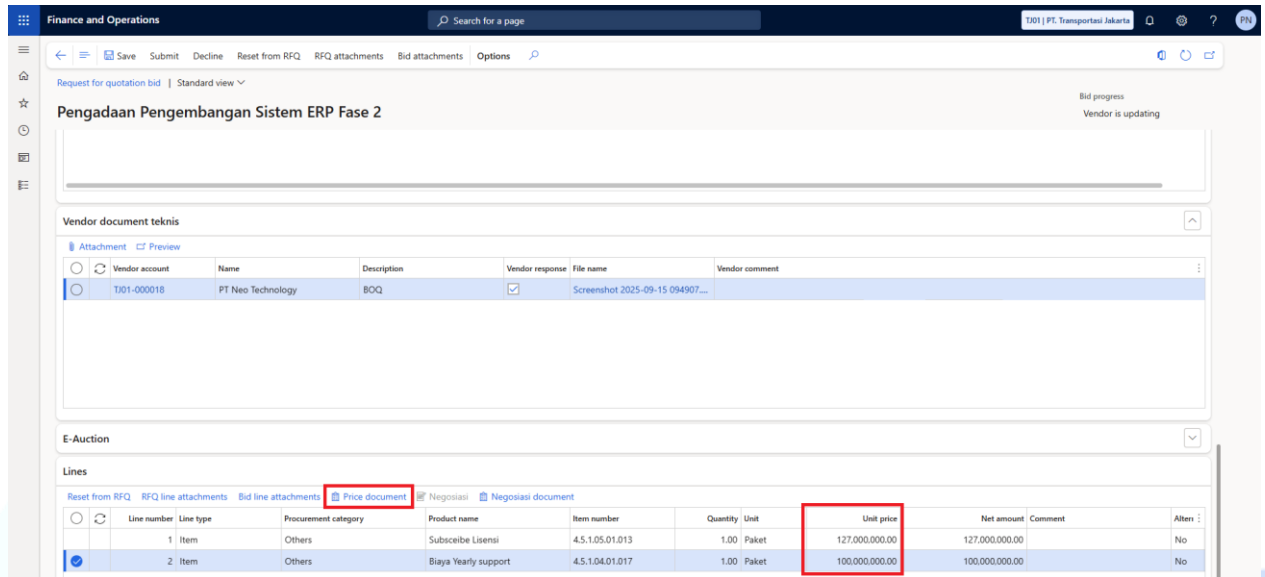 Finance and Operations
Search for a page
TJ01 | PT. Transportasi Jakarta
?
PN
Save Submit Decline Reset from RFQ RFQ attachments Bid attachments Options
Request for quotation bid | Standard view
Pengadaan Pengembangan Sistem ERP Fase 2
Bid progress
Vendor is updating
Vendor document teknis
Attachment Preview
Vendor account Name Description Vendor response File name Vendor comment
TJ01-000018 PT Neo Technology BOQ Screenshot 2025-09-15 094907....
E-Auction
Lines
Reset from RFQ RFQ line attachments Bid line attachments Price document Negosiasi Negosiasi document
Line number Line type Procurement category Product name Item number Quantity Unit Unit price Net amount Comment Altern
1 Item Others Subsceibe Lisensi 4.5.1.05.01.013 1.00 Paket 127,000,000.00 127,000,000.00 No
2 Item Others Biaya Yearly support 4.5.1.04.01.017 1.00 Paket 100,000,000.00 100,000,000.00 No